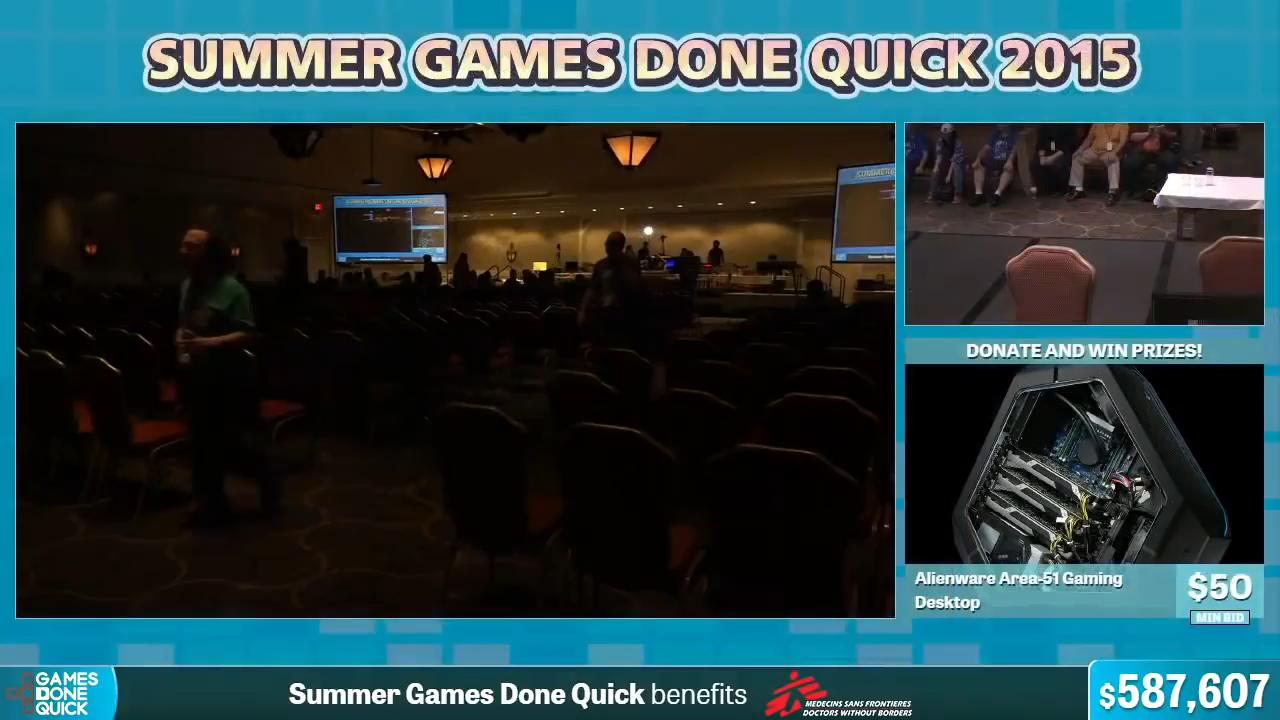 SUMMER GAMES DONE QUICK 2015
DONATE AND WIN PRIZES!
Alienware Area-51 Gaming
Desktop
$50
MIN BID
GAMES
DONE
QUICK
Summer Games Done Quick benefits
MEDECINS SANS FRONTIERES
DOCTORS WITHOUT BORDERS
$587,607